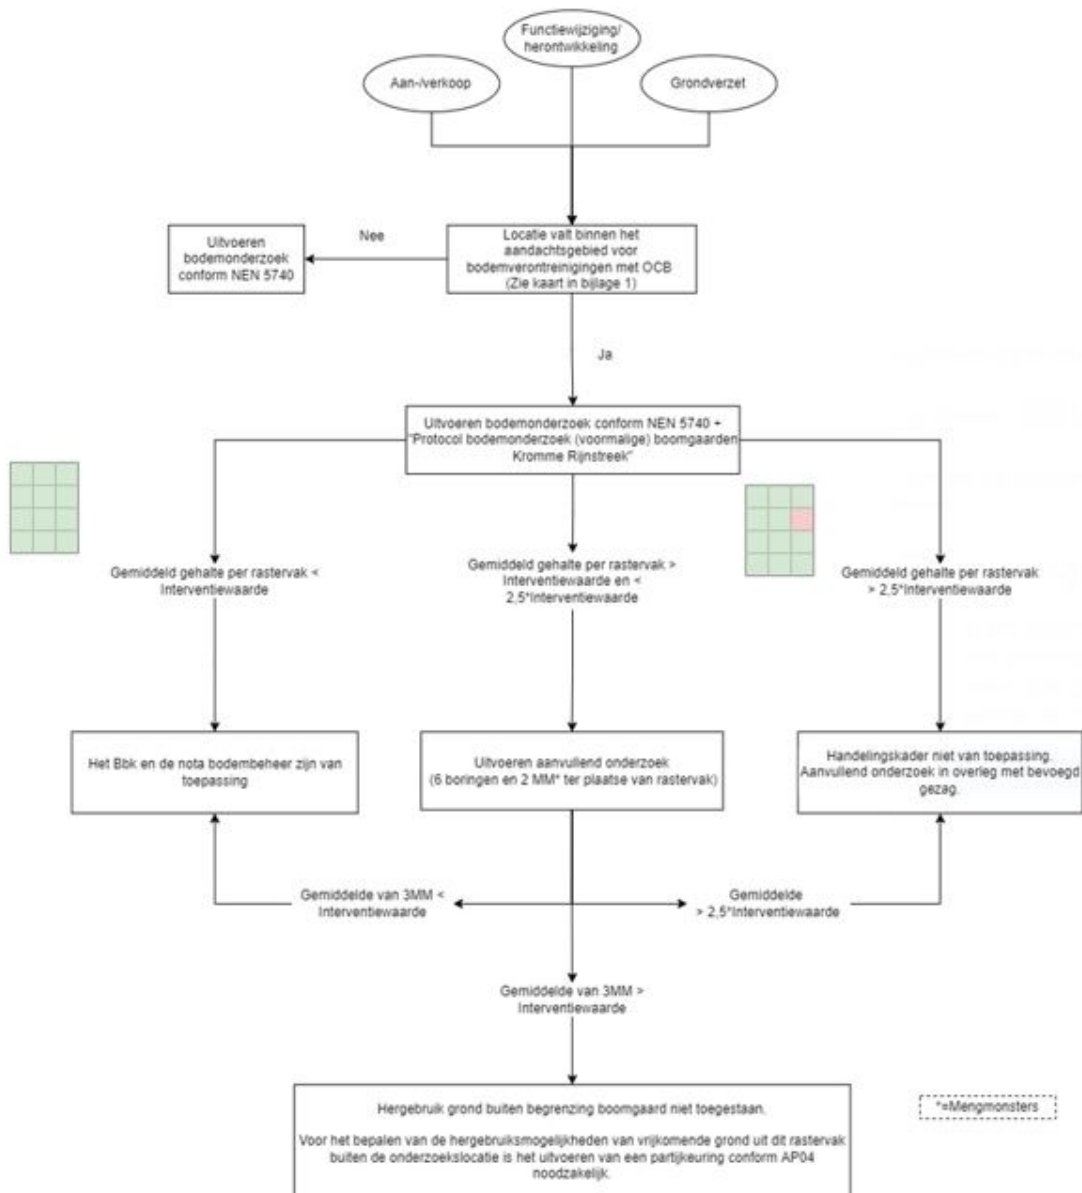 Functiewijziging/
herontwikkeling
Aan-/verkoop
Grondverzet
Uitvoeren
bodemonderzoek
conform NEN 5740
Nee
Locatie valt binnen het
aandachtsgebied voor
bodemverontreinigingen met OCB
(Zie kaart in bijlage 1)
Ja
Uitvoeren bodemonderzoek conform NEN 5740 +
"Protocol bodemonderzoek (voormalige) boomgaarden
Kromme Rijnstreek"
Gemiddeld gehalte per rastervak <
Interventiewaarde
Gemiddeld gehalte per rastervak >
Interventiewaarde en <
2,5*Interventiewaarde
Gemiddeld gehalte per rastervak
> 2,5*Interventiewaarde
Het Bbk en de nota bodembeheer zijn van
toepassing
Uitvoeren aanvullend onderzoek
(6 boringen en 2 MM* ter plaatse van rastervak)
Handelingskader niet van toepassing.
Aanvullend onderzoek in overleg met bevoegd
gezag.
Gemiddelde van 3MM <
Interventiewaarde
Gemiddelde
> 2,5*Interventiewaarde
Gemiddelde van 3MM >
Interventiewaarde
Hergebruik grond buiten begrenzing boomgaard niet toegestaan.
Voor het bepalen van de hergebruiksmogelijkheden van vrijkomende grond uit dit rastervak
buiten de onderzoekslocatie is het uitvoeren van een partijkeuring conform AP04
noodzakelijk.
*=Mengmonsters